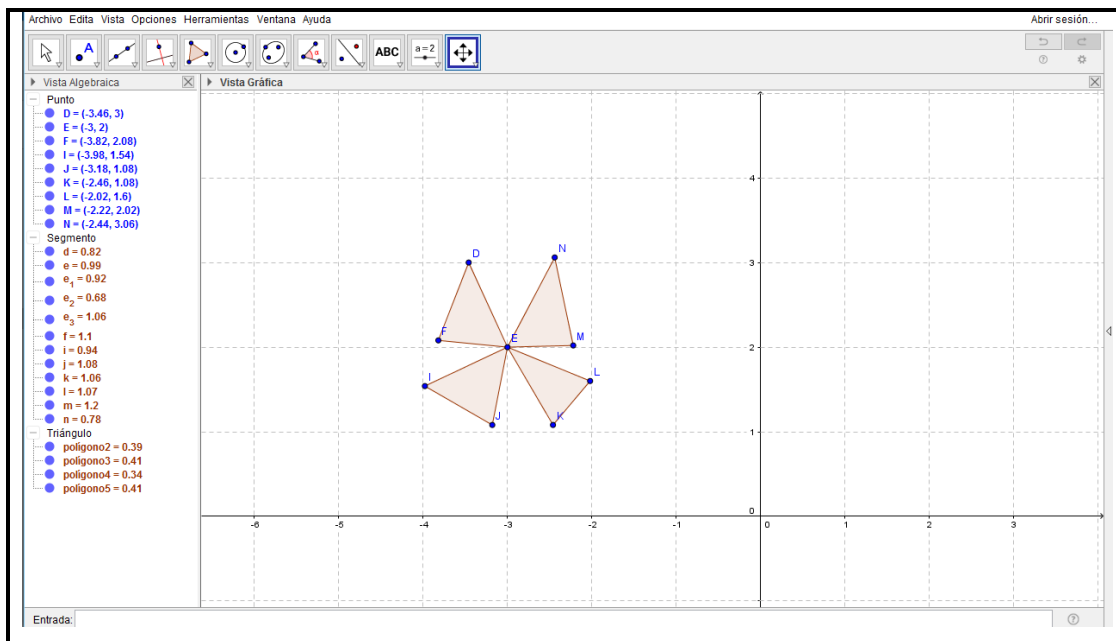 Archivo Edita Vista Opciones Herramientas Ventana Ayuda
Abrir sesión...
A
α
ABC
a=2
Vista Algebraica
Vista Gráfica
Punto
D = (-3.46, 3)
E = (-3, 2)
F = (-3.82, 2.08)
I = (-3.98, 1.54)
J = (-3.18, 1.08)
K = (-2.46, 1.08)
L = (-2.02, 1.6)
M = (-2.22, 2.02)
N = (-2.44, 3.06)
Segmento
d = 0.82
e = 0.99
e₁ = 0.92
e₂ = 0.68
e₃ = 1.06
f = 1.1
i = 0.94
j = 1.08
k = 1.06
l = 1.07
m = 1.2
n = 0.78
Triángulo
polígono2 = 0.39
polígono3 = 0.41
polígono4 = 0.34
polígono5 = 0.41
4
3
2
1
0
-6 -5 -4 -3 -2 -1 0 1 2 3
D
N
F
E
M
I
L
J
K
Entrada: